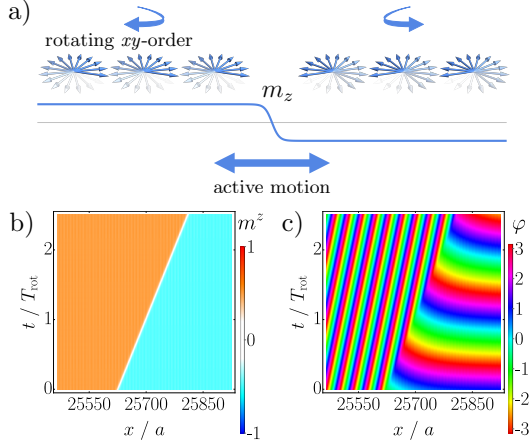 a)
rotating xy-order
m_z
active motion
b)
m^z
c)
φ
t / T_rot
2
1
0
25550 25700 25850
x / a
1
0
-1
t / T_rot
2
1
0
25550 25700 25850
x / a
3
2
1
0
-1
-2
-3